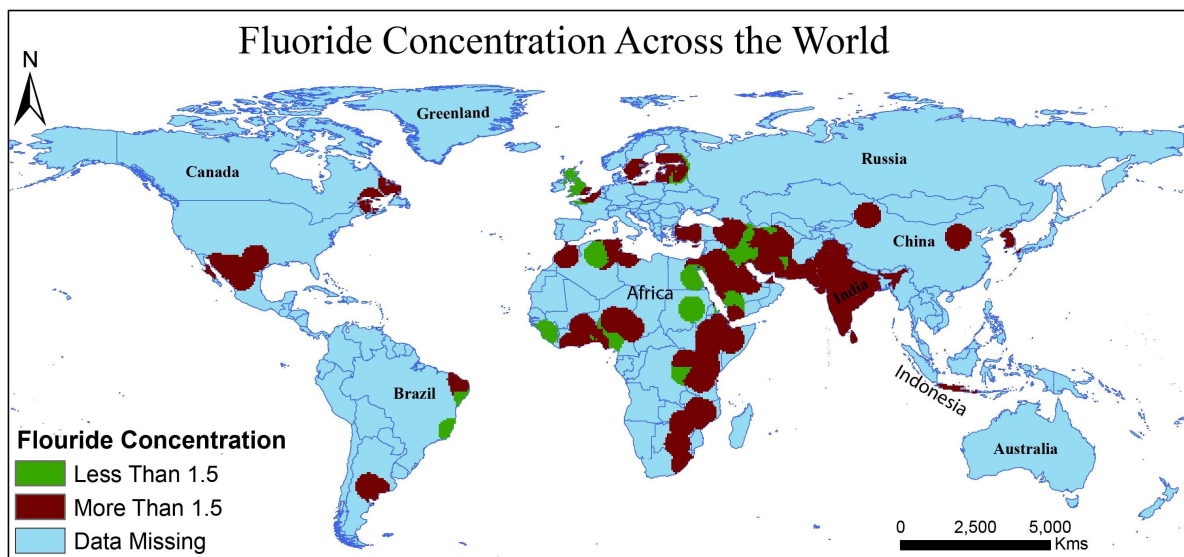 Fluoride Concentration Across the World
N
Greenland
Canada
Russia
China
Africa
India
Indonesia
Brazil
Australia
Flouride Concentration
Less Than 1.5
More Than 1.5
Data Missing
0 2,500 5,000
Kms